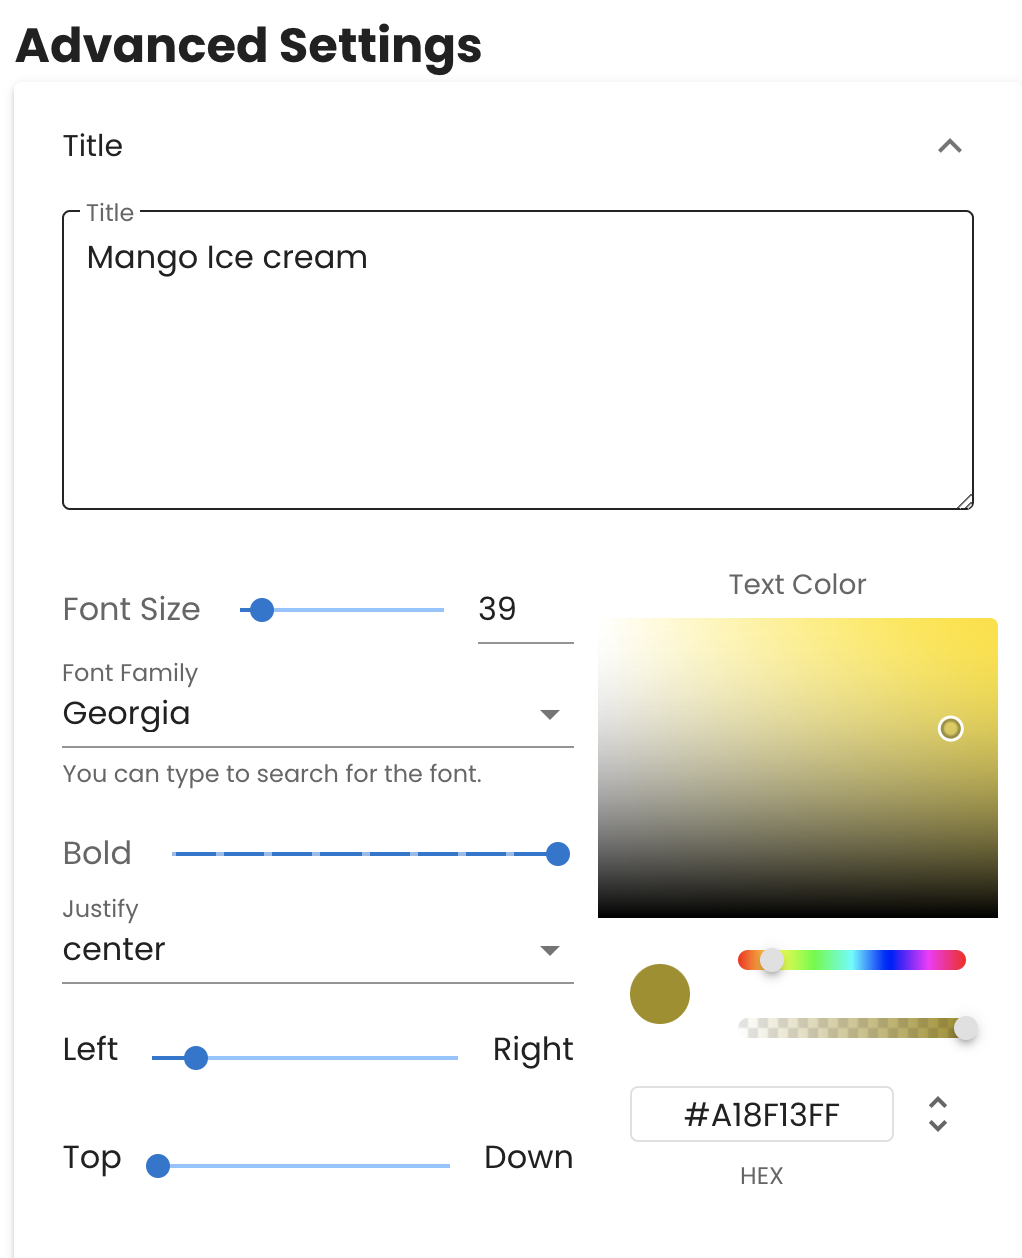 Advanced Settings
Title
Title
Mango Ice cream
Text Color
Font Size
39
Font Family
Georgia
You can type to search for the font.
Bold
Justify
center
Left
Right
#A18F13FF
Top
Down
HEX